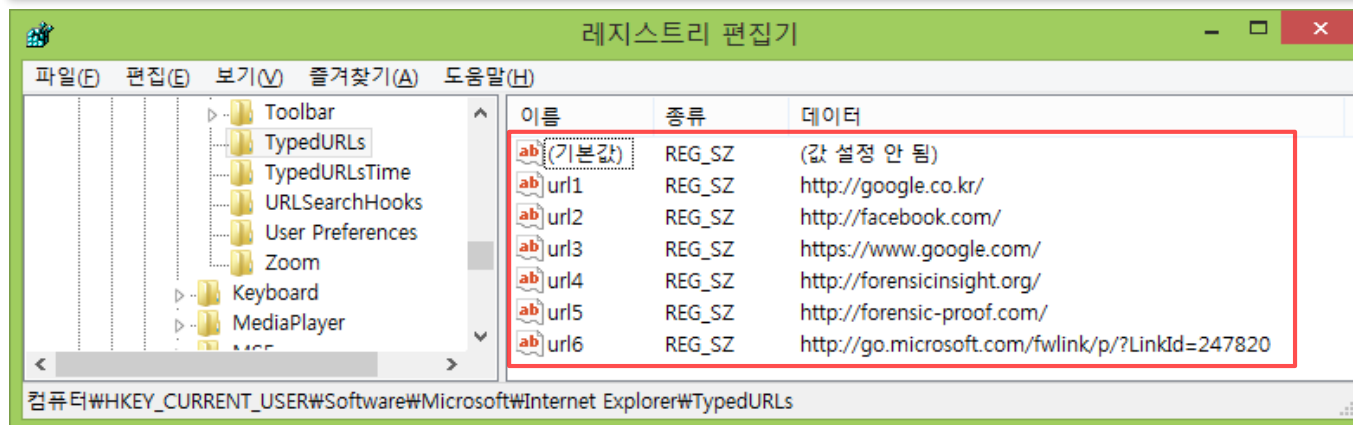 레지스트리 편집기
파일(F) 편집(E) 보기(V) 즐겨찾기(A) 도움말(H)
Toolbar
TypedURLs
TypedURLsTime
URLSearchHooks
User Preferences
Zoom
Keyboard
MediaPlayer
이름 종류 데이터
(기본값) REG_SZ (값 설정 안 됨)
url1 REG_SZ http://google.co.kr/
url2 REG_SZ http://facebook.com/
url3 REG_SZ https://www.google.com/
url4 REG_SZ http://forensicinsight.org/
url5 REG_SZ http://forensic-proof.com/
url6 REG_SZ http://go.microsoft.com/fwlink/p/?LinkId=247820
컴퓨터₩HKEY_CURRENT_USER₩Software₩Microsoft₩Internet Explorer₩TypedURLs